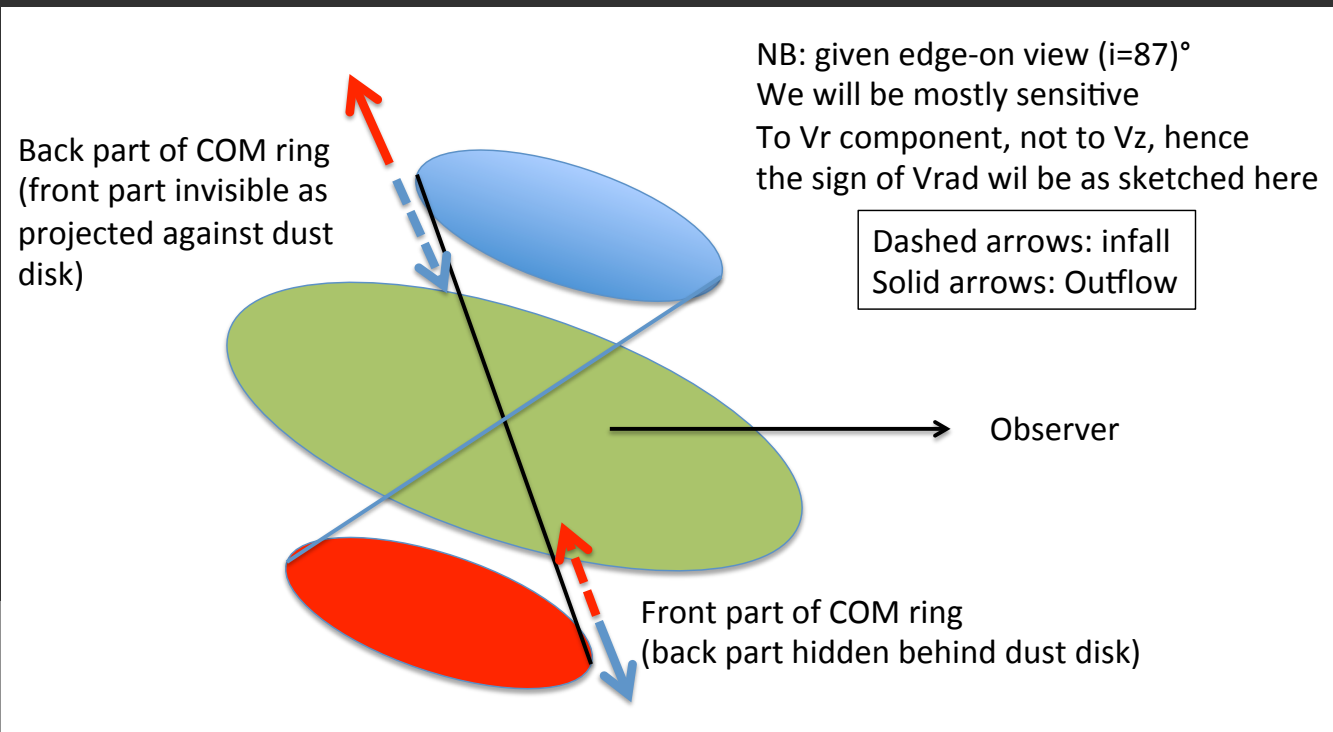 NB: given edge-on view (i=87)°
We will be mostly sensitive
To Vr component, not to Vz, hence
the sign of Vrad wil be as sketched here
Dashed arrows: infall
Solid arrows: Outflow
Back part of COM ring
(front part invisible as
projected against dust
disk)
Observer
Front part of COM ring
(back part hidden behind dust disk)